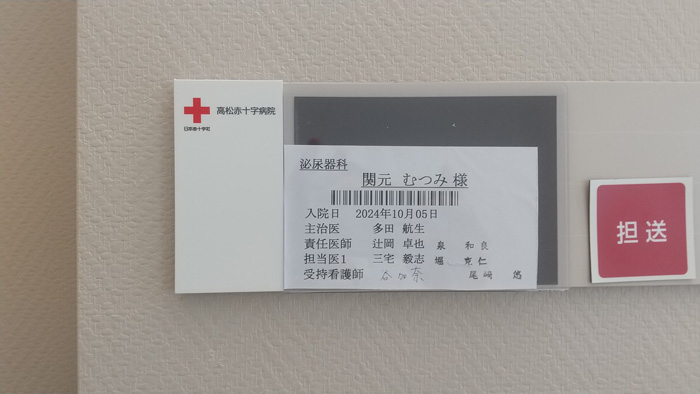 高松赤十字病院
日本赤十字社
泌尿器科
関元 むつみ 様
入院日 2024年10月05日
主治医 多田 航生
責任医師 辻岡 卓也 泉 和良
担当医1 三宅 毅志 堀 克仁
受持看護師 尾崎 悠
担送